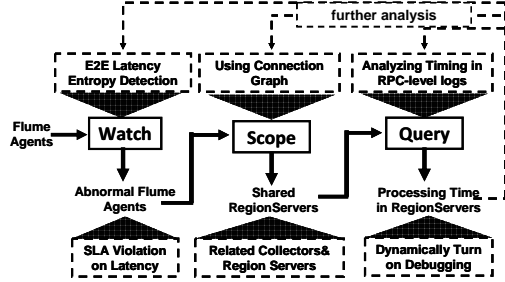 further analysis
E2E Latency
Entropy Detection
Using Connection
Graph
Analyzing Timing in
RPC-level logs
Flume
Agents
Watch
Scope
Query
Abnormal Flume
Agents
Shared
RegionServers
Processing Time
in RegionServers
SLA Violation
on Latency
Related Collectors&
Region Servers
Dynamically Turn
on Debugging